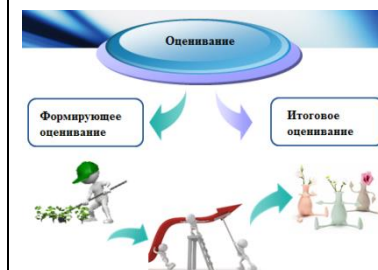 Оценивание
Формирующее
оценивание
Итоговое
оценивание